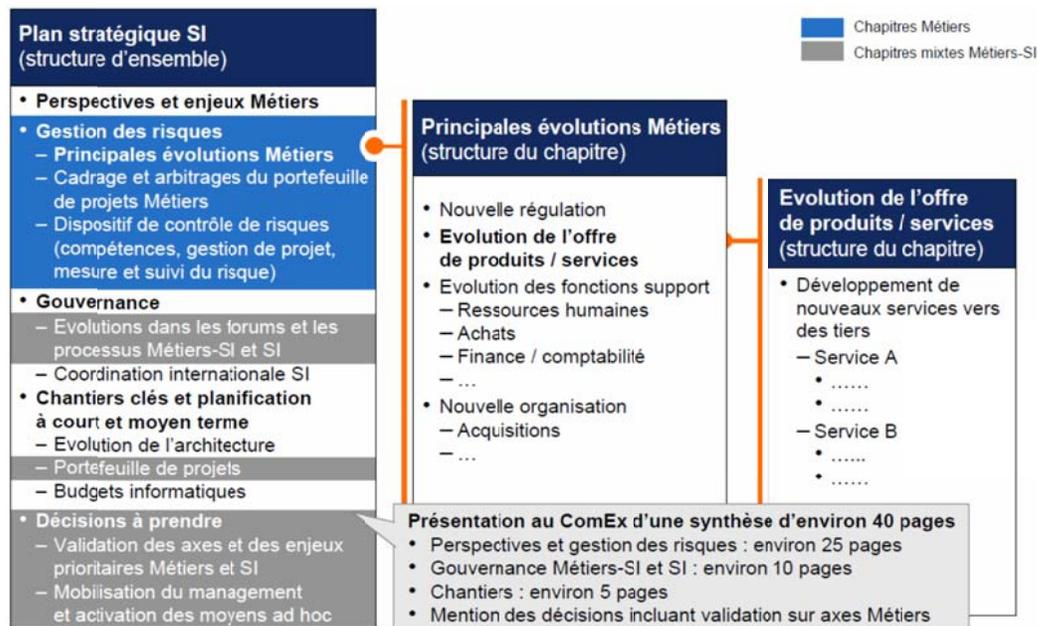 Plan stratégique SI
(structure d'ensemble)
• Perspectives et enjeux Métiers
• Gestion des risques
– Principales évolutions Métiers
– Cadrage et arbitrages du portefeuille
de projets Métiers
– Dispositif de contrôle de risques
(compétences, gestion de projet,
mesure et suivi du risque)
• Gouvernance
– Evolutions dans les forums et les
processus Métiers-SI et SI
– Coordination internationale SI
• Chantiers clés et planification
à court et moyen terme
– Evolution de l'architecture
– Portefeuille de projets
– Budgets informatiques
• Décisions à prendre
– Validation des axes et des enjeux
prioritaires Métiers et SI
– Mobilisation du management
et activation des moyens ad hoc
Chapitres Métiers
Chapitres mixtes Métiers-SI
Principales évolutions Métiers
(structure du chapitre)
• Nouvelle régulation
• Evolution de l'offre
de produits / services
• Evolution des fonctions support
– Ressources humaines
– Achats
– Finance / comptabilité
– ...
• Nouvelle organisation
– Acquisitions
– ...
Evolution de l'offre
de produits / services
(structure du chapitre)
• Développement de
nouveaux services vers
des tiers
– Service A
• ......
• ......
– Service B
• ......
• ......
Présentation au ComEx d'une synthèse d'environ 40 pages
• Perspectives et gestion des risques : environ 25 pages
• Gouvernance Métiers-SI et SI : environ 10 pages
• Chantiers : environ 5 pages
• Mention des décisions incluant validation sur axes Métiers